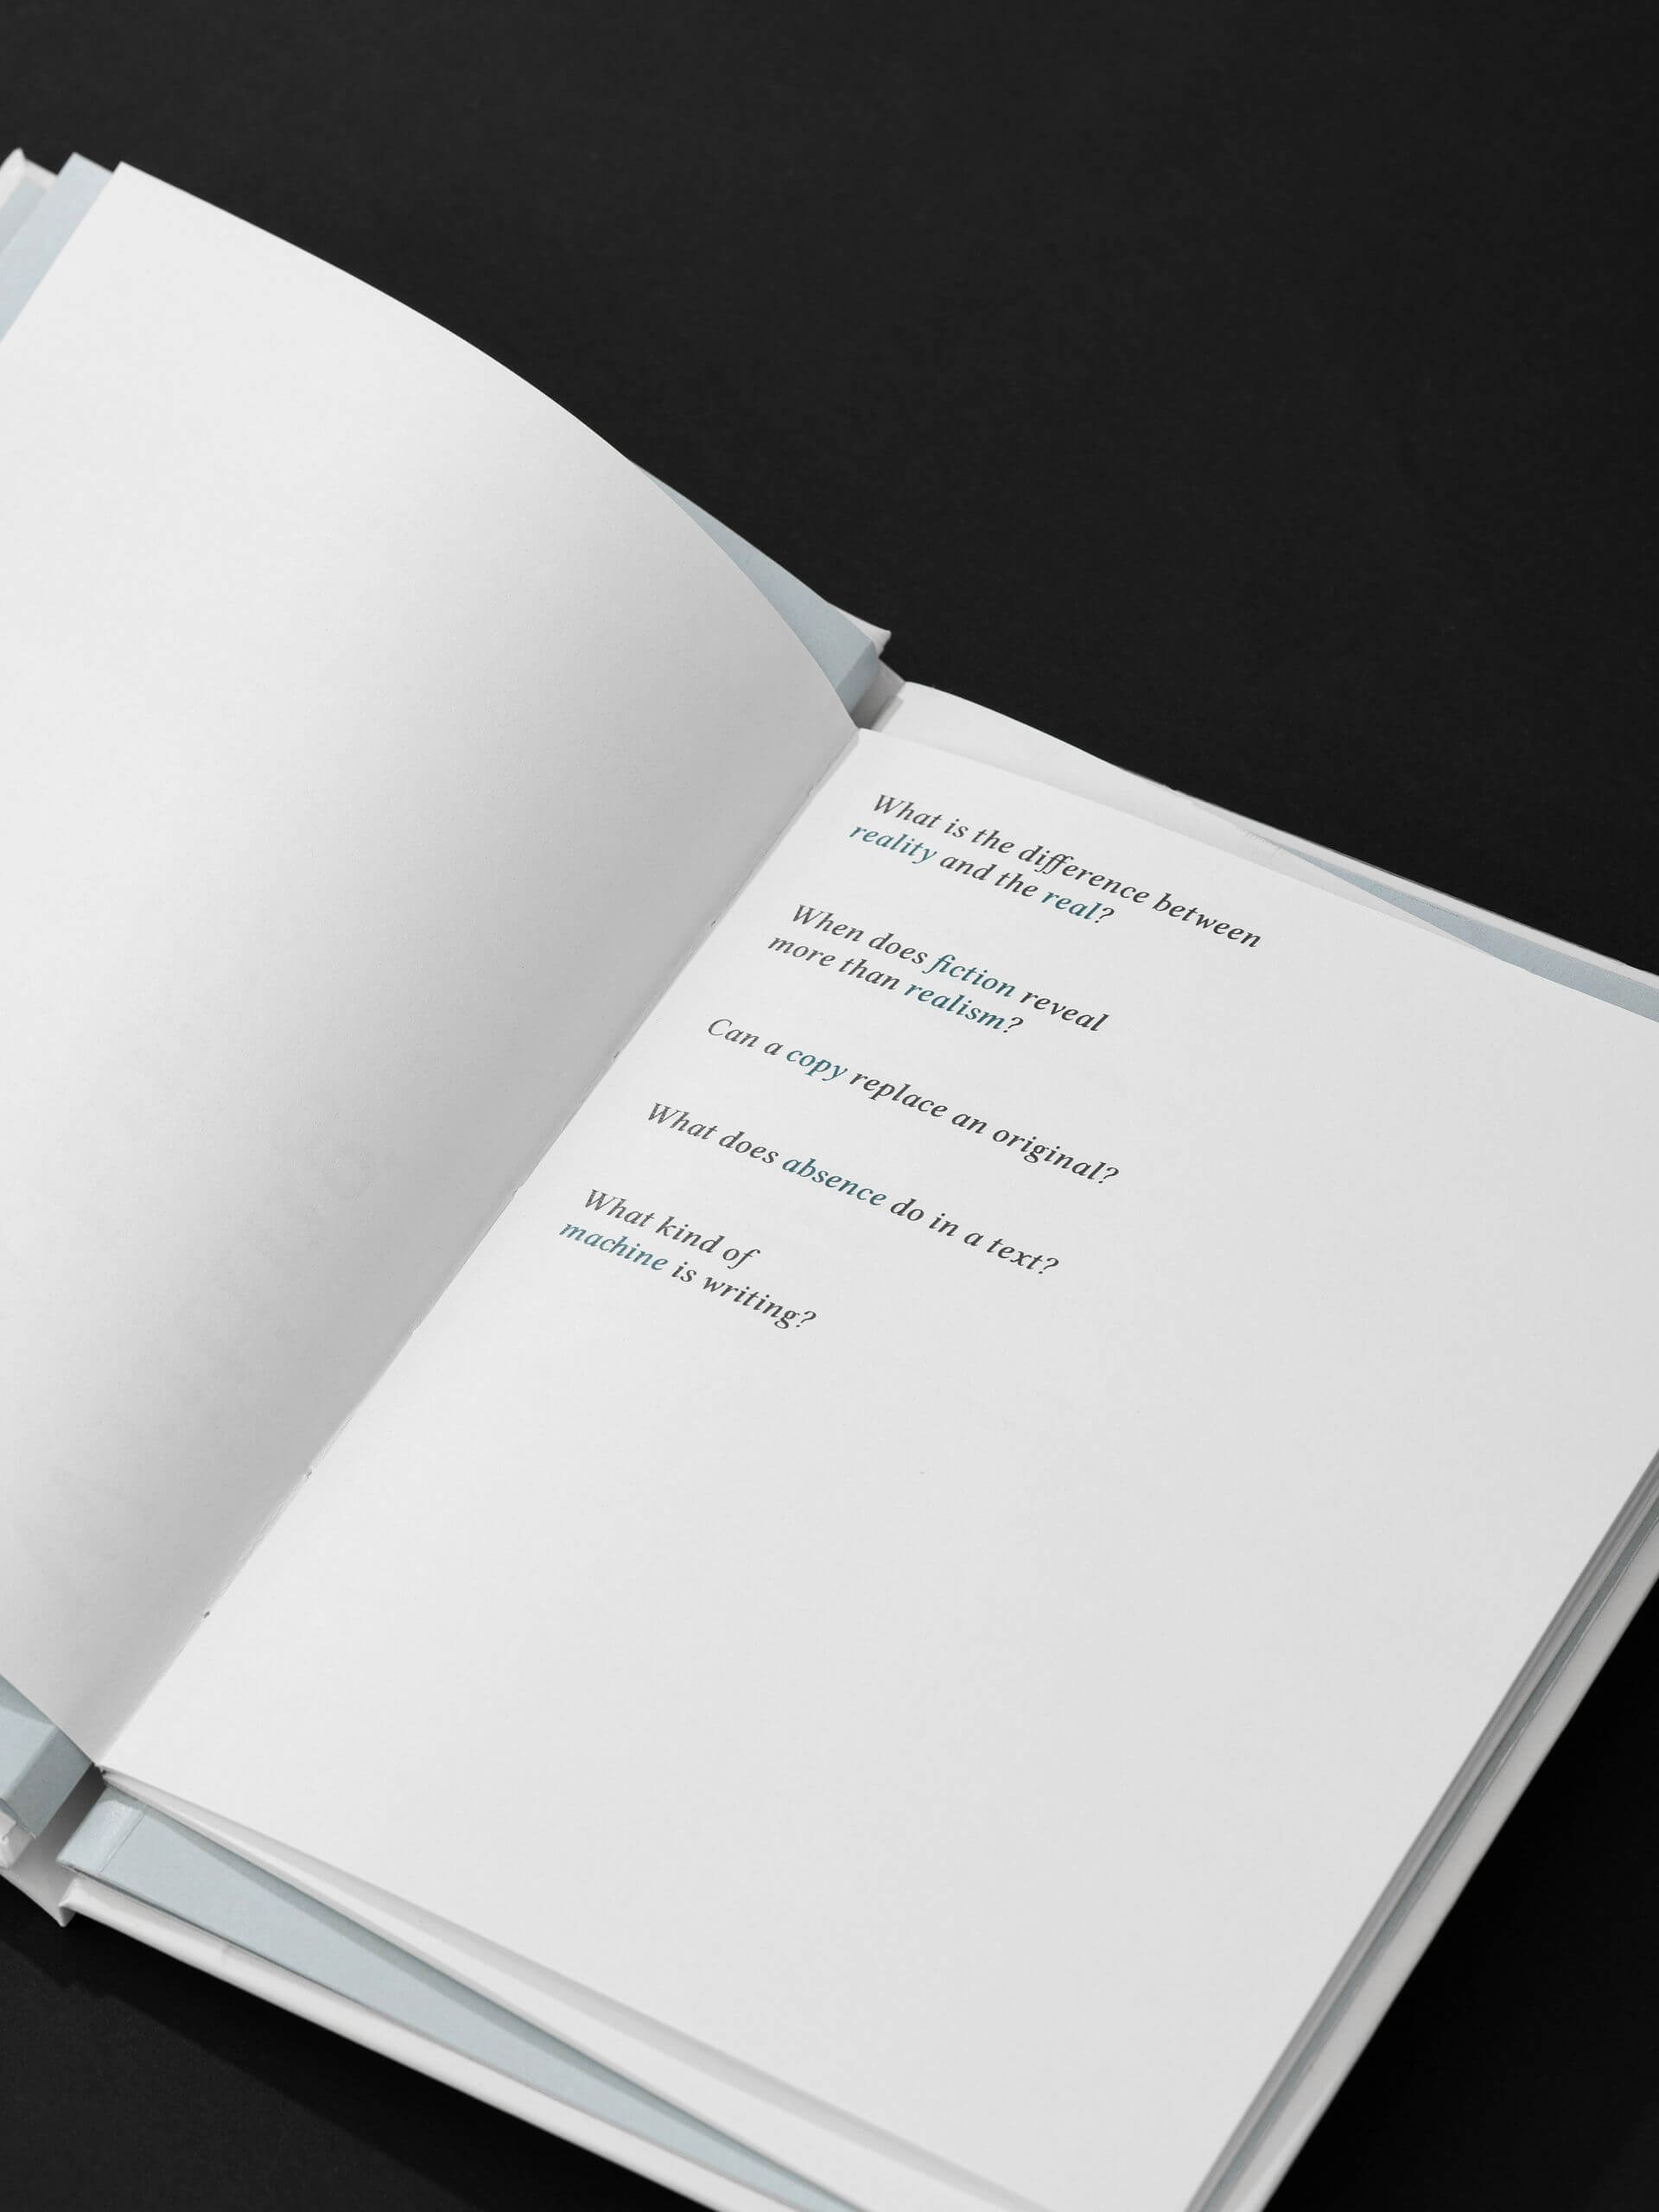 What is the difference between
reality and the real?
When does fiction reveal
more than realism?
Can a copy replace an original?
What does absence do in a text?
What kind of
machine is writing?